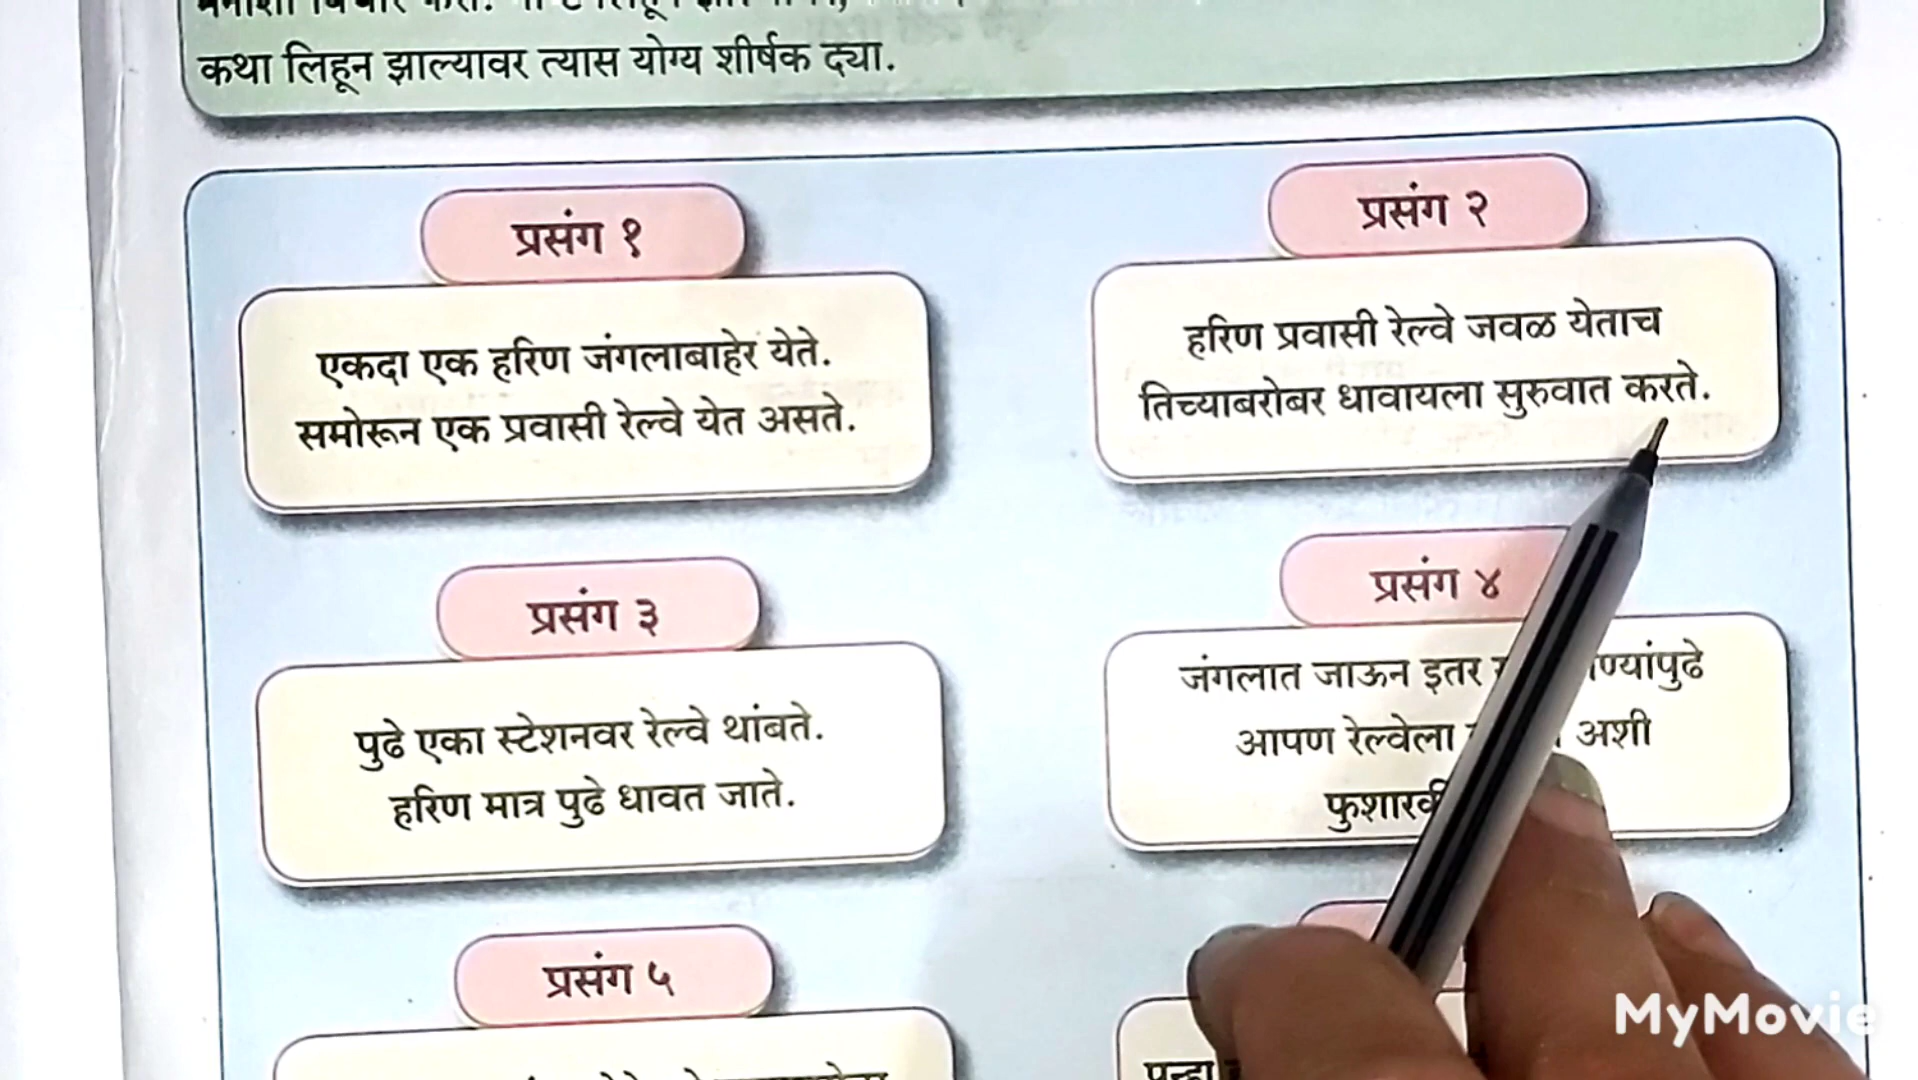 कथा लिहून झाल्यावर त्यास योग्य शीर्षक द्या.
प्रसंग १
एकदा एक हरिण जंगलाबाहेर येते.
समोरून एक प्रवासी रेल्वे येत असते.
प्रसंग २
हरिण प्रवासी रेल्वे जवळ येताच
तिच्याबरोबर धावायला सुरुवात करते.
प्रसंग ३
पुढे एका स्टेशनवर रेल्वे थांबते.
हरिण मात्र पुढे धावत जाते.
प्रसंग ४
जंगलात जाऊन इतर
आपण रेल्वेला अशी
प्रसंग ५
पुन्हा
MyMovie